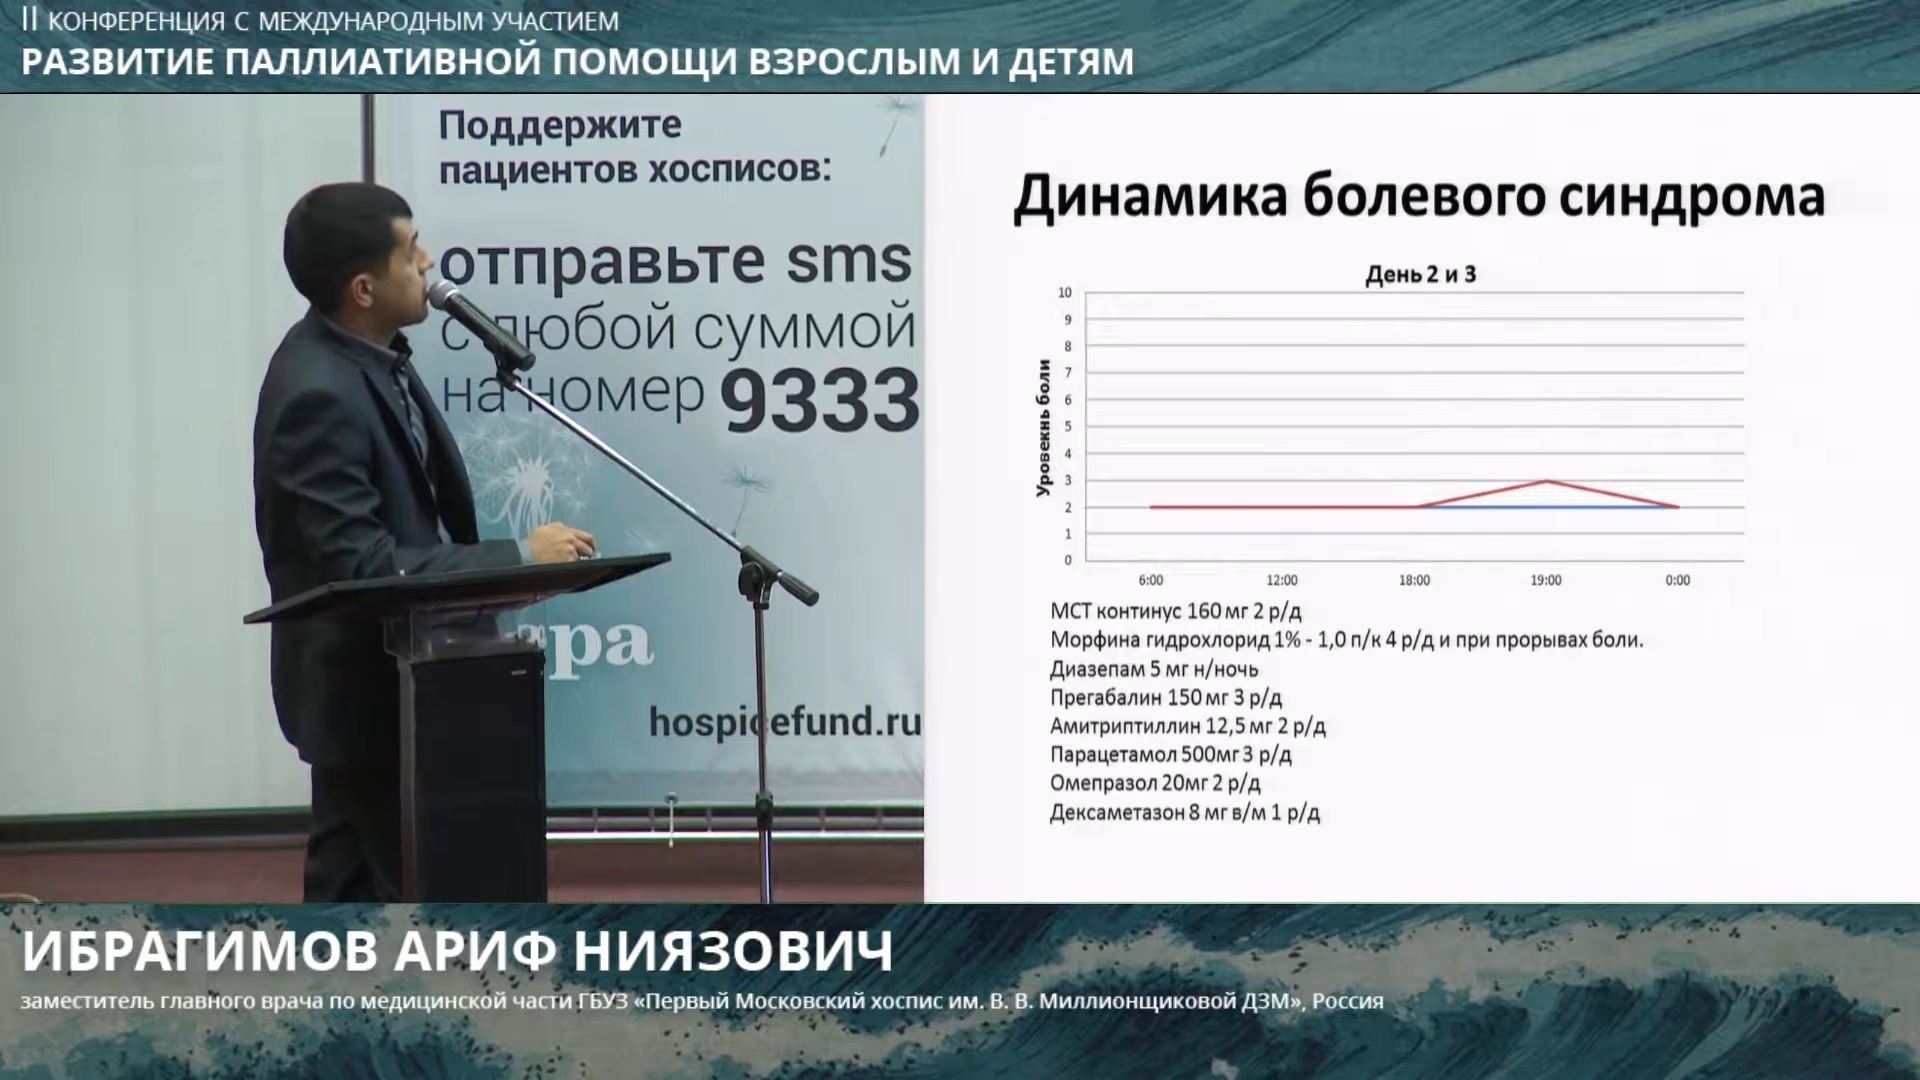 II КОНФЕРЕНЦИЯ С МЕЖДУНАРОДНЫМ УЧАСТИЕМ
РАЗВИТИЕ ПАЛЛИАТИВНОЙ ПОМОЩИ ВЗРОСЛЫМ И ДЕТЯМ
Поддержите
пациентов хосписов:
отправьте sms
с любой суммой
на номер 9333
hospicefund.ru
Динамика болевого синдрома
День 2 и 3
Уровекнь боли
10
9
8
7
6
5
4
3
2
1
0
6:00 12:00 18:00 19:00 0:00
МСТ континус 160 мг 2 р/д
Морфина гидрохлорид 1% - 1,0 п/к 4 р/д и при прорывах боли.
Диазепам 5 мг н/ночь
Прегабалин 150 мг 3 р/д
Амитриптиллин 12,5 мг 2 р/д
Парацетамол 500мг 3 р/д
Омепразол 20мг 2 р/д
Дексаметазон 8 мг в/м 1 р/д
ИБРАГИМОВ АРИФ НИЯЗОВИЧ
заместитель главного врача по медицинской части ГБУЗ «Первый Московский хоспис им. В. В. Миллионщиковой ДЗМ», Россия